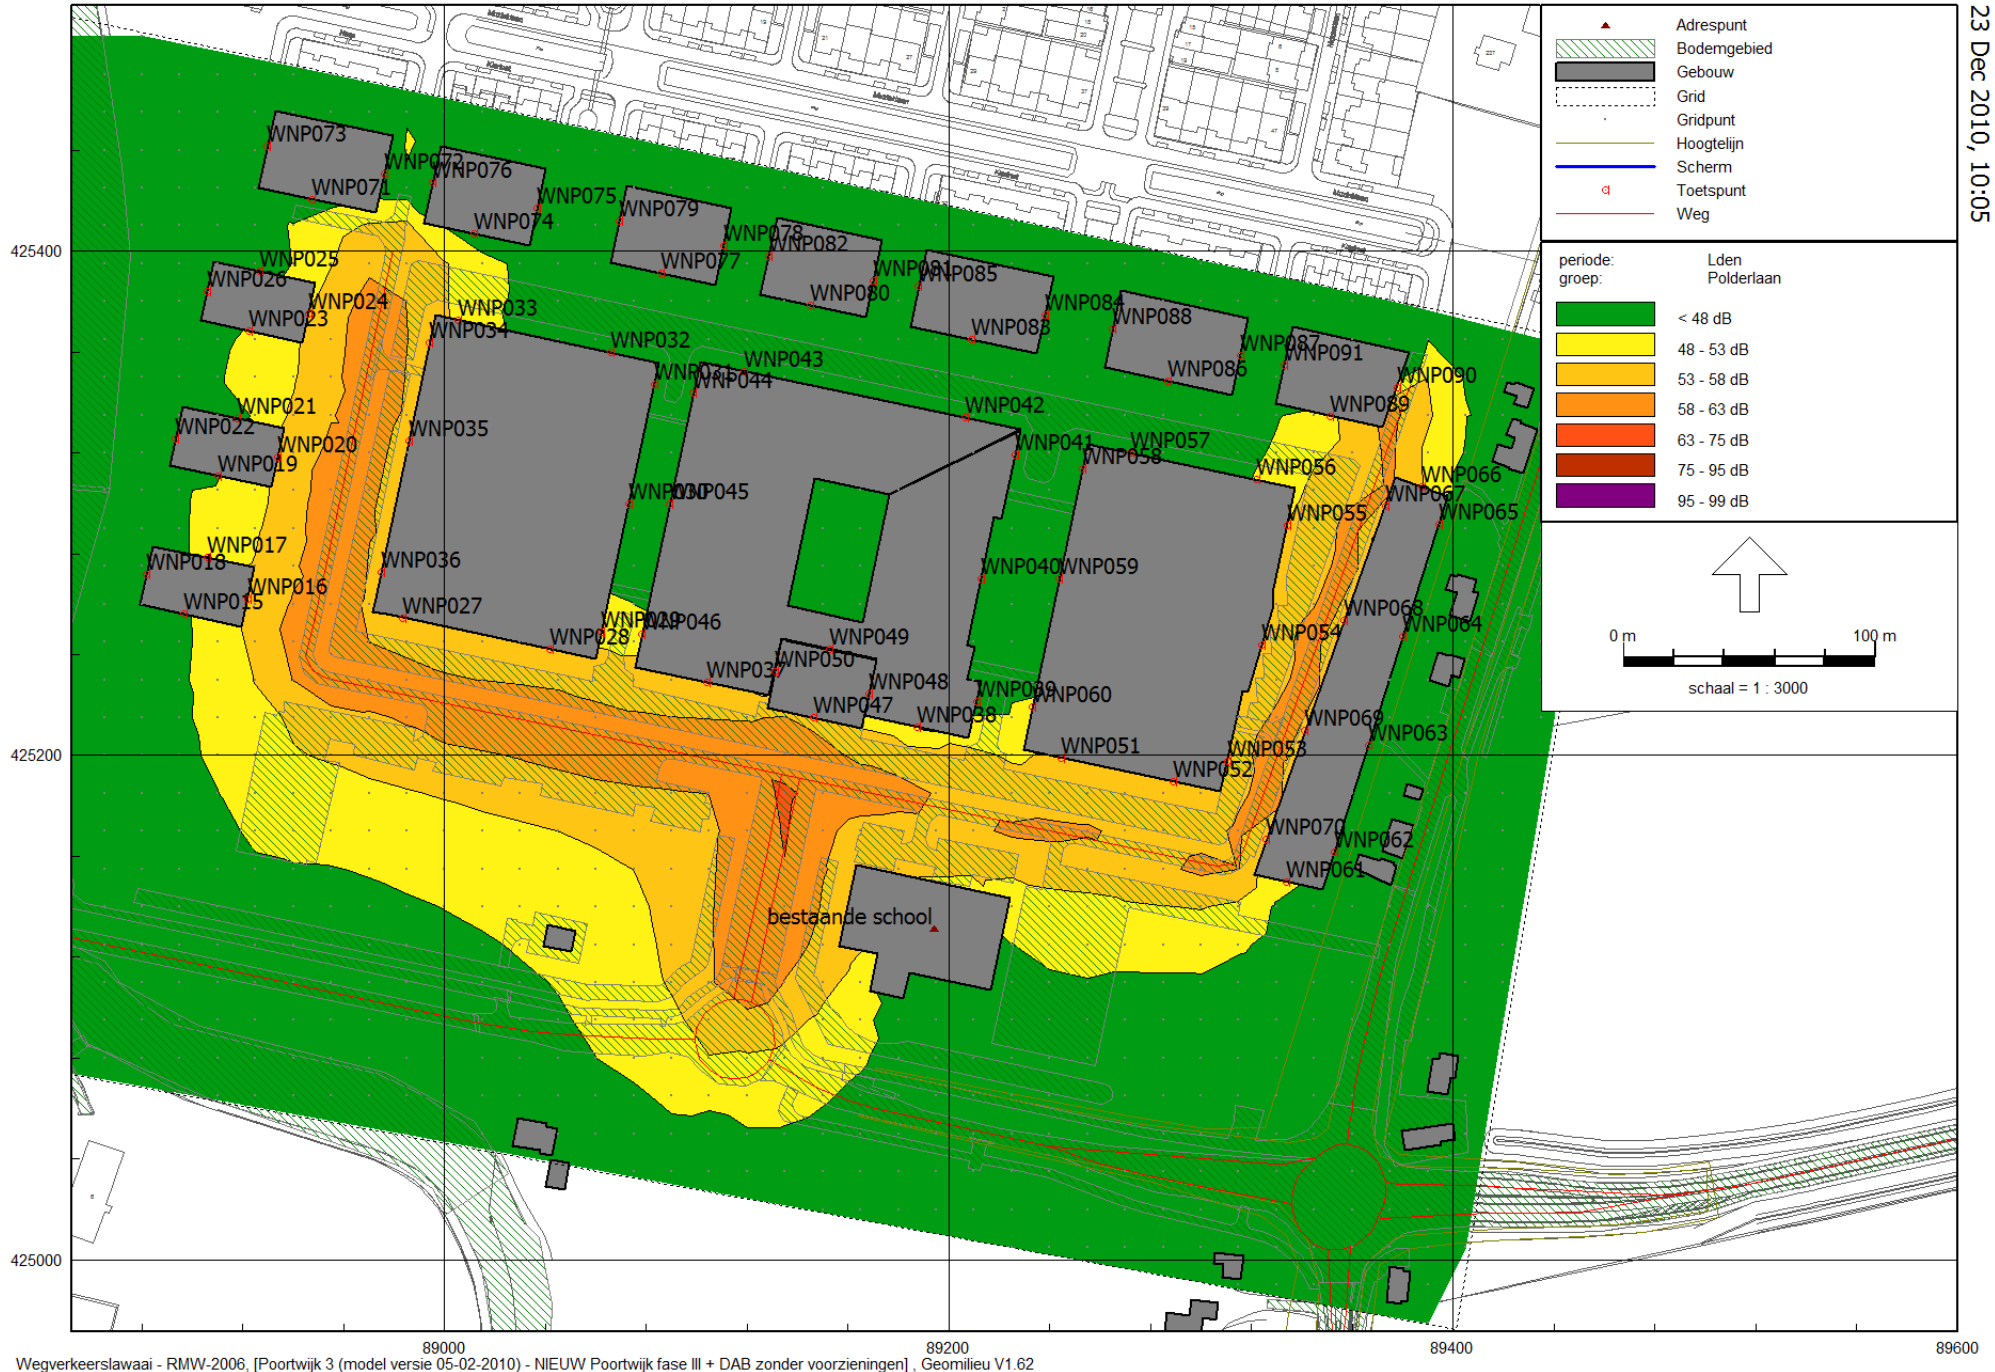 23 Dec 2010, 10:05
Adrespunt
Bodemgebied
Gebouw
Grid
Gridpunt
Hoogtelijn
Scherm
Toetspunt
Weg
periode: Lden
groep: Polderlaan
< 48 dB
48 - 53 dB
53 - 58 dB
58 - 63 dB
63 - 75 dB
75 - 95 dB
95 - 99 dB
0 m 100 m
schaal = 1 : 3000
WNP073
WNP072
WNP076
WNP071
WNP075
WNP074
WNP079
WNP078
WNP082
WNP077
WNP081
WNP085
WNP080
WNP084
WNP088
WNP083
WNP087
WNP091
WNP086
WNP090
WNP089
WNP025
WNP026
WNP024
WNP023
WNP033
WNP034
WNP032
WNP031
WNP043
WNP044
WNP042
WNP041
WNP057
WNP058
WNP056
WNP066
WNP067
WNP065
WNP055
WNP021
WNP022
WNP020
WNP019
WNP035
WNP030
WNP045
WNP017
WNP018
WNP016
WNP015
WNP036
WNP027
WNP040
WNP059
WNP068
WNP064
WNP054
WNP028
WNP029
WNP046
WNP049
WNP050
WNP037
WNP048
WNP047
WNP039
WNP038
WNP060
WNP069
WNP063
WNP051
WNP053
WNP052
WNP070
WNP062
WNP061
bestaande school
425400
425200
425000
89000
89200
89400
89600
Wegverkeerslawaai - RMW-2006, [Poortwijk 3 (model versie 05-02-2010) - NIEUW Poortwijk fase III + DAB zonder voorzieningen] , Geomilieu V1.62